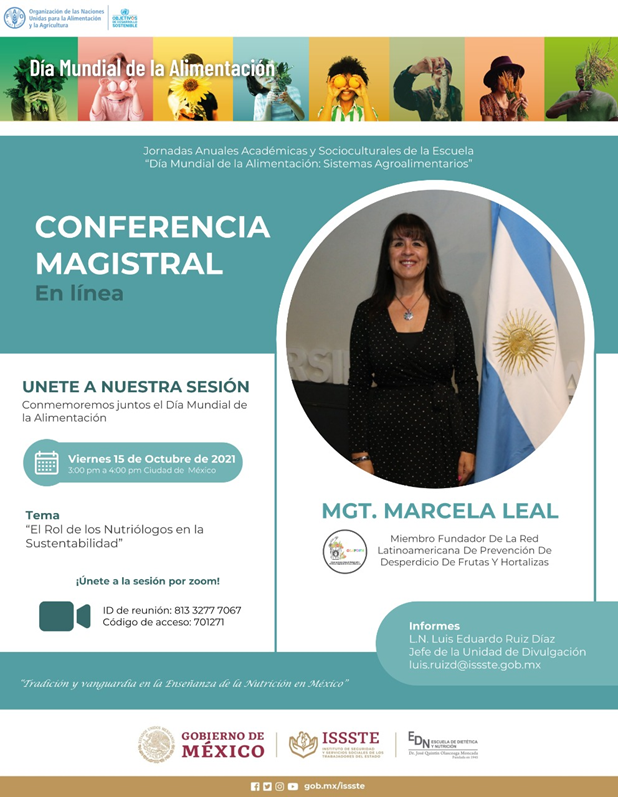 Organización de las Naciones
Unidas para la Alimentación
y la Agricultura
OBJETIVOS
DE DESARROLLO
SOSTENIBLE
Día Mundial de la Alimentación
Jornadas Anuales Académicas y Socioculturales de la Escuela
"Día Mundial de la Alimentación: Sistemas Agroalimentarios"
CONFERENCIA
MAGISTRAL
En línea
UNETE A NUESTRA SESIÓN
Conmemoremos juntos el Día Mundial de
la Alimentación
Viernes 15 de Octubre de 2021
3:00 pm a 4:00 pm Ciudad de México
Tema
"El Rol de los Nutriólogos en la
Sustentabilidad"
¡Únete a la sesión por zoom!
ID de reunión: 813 3277 7067
Código de acceso: 701271
MGT. MARCELA LEAL
Miembro Fundador De La Red
Latinoamericana De Prevención De
Desperdicio De Frutas Y Hortalizas
Informes
L.N. Luis Eduardo Ruiz Díaz
Jefe de la Unidad de Divulgación
luis.ruizd@issste.gob.mx
"Tradición y vanguardia en la Enseñanza de la Nutrición en México"
GOBIERNO DE
MÉXICO
ISSSTE
INSTITUTO DE SEGURIDAD
Y SERVICIOS SOCIALES DE LOS
TRABAJADORES DEL ESTADO
EDN
ESCUELA DE DIETÉTICA
Y NUTRICIÓN
Dr. José Quintín Olascoaga Moncada
gob.mx/issste